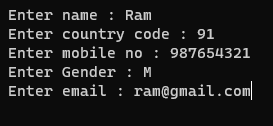 Enter name : Ram
Enter country code : 91
Enter mobile no : 987654321
Enter Gender : M
Enter email : ram@gmail.com